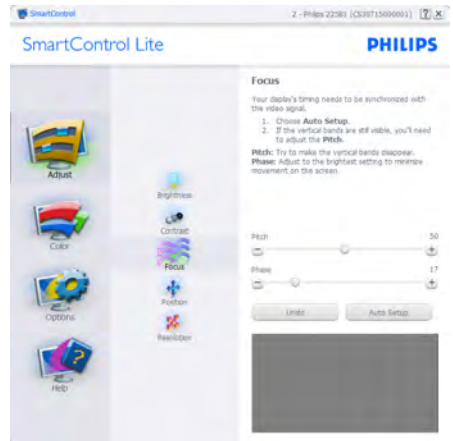 SmartControl
2 - Philips 225B1 (CS30715000001)
SmartControl Lite
PHILIPS
Focus
Your display's timing needs to be synchronized with
the video signal.
1. Choose Auto Setup.
2. If the vertical bands are still visible, you'll need
to adjust the Pitch.
Pitch: Try to make the vertical bands disappear.
Phase: Adjust to the brightest setting to minimize
movement on the screen.
Adjust
Color
Options
Help
Brightness
Contrast
Focus
Position
Resolution
Pitch 50
Phase 17
Undo Auto Setup